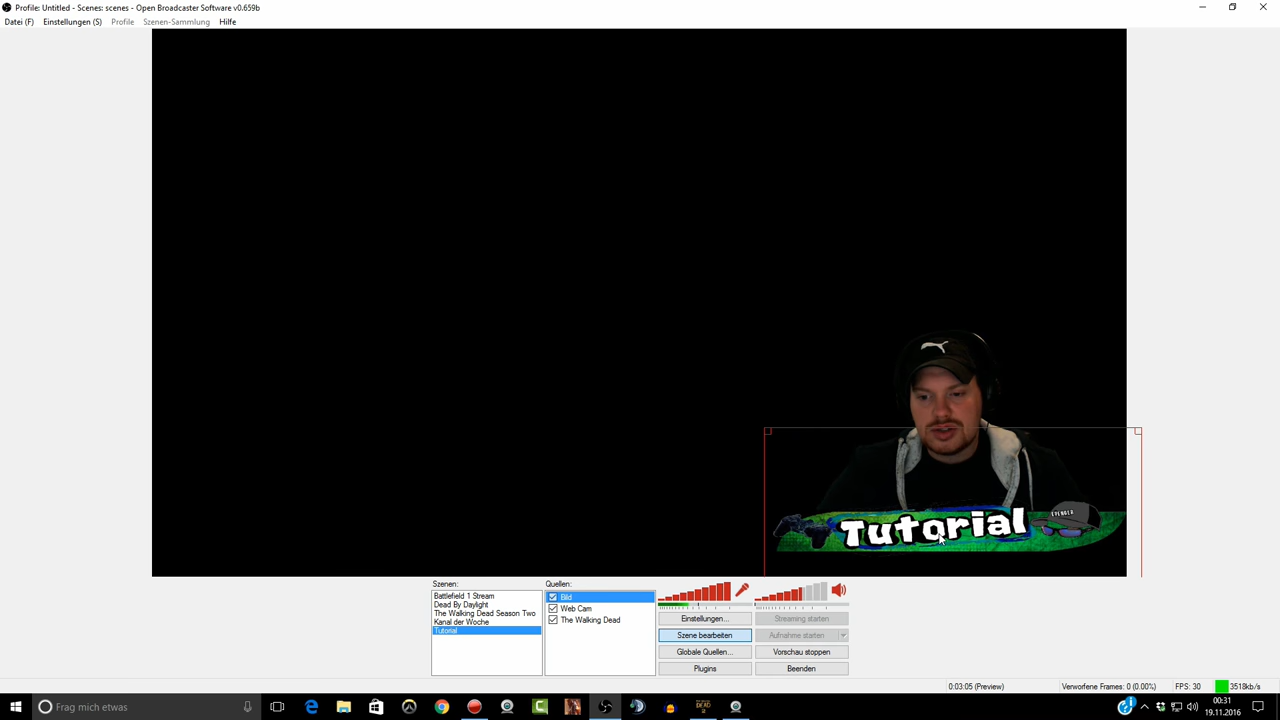 Profile: Untitled - Scenes: scenes - Open Broadcaster Software v0.659b
Datei (F) Einstellungen (S) Profile Szenen-Sammlung Hilfe
EVENGER
Tutorial
Szenen:
Battlefield 1 Stream
Dead By Daylight
The Walking Dead Season Two
Kanal der Woche
Tutorial
Quellen:
Bild
Web Cam
The Walking Dead
Einstellungen...
Streaming starten
Szene bearbeiten
Aufnahme starten
Globale Quellen...
Vorschau stoppen
Plugins
Beenden
0:03:05 (Preview) Verworfene Frames: 0 (0.00%) FPS: 30 3518kb/s
Frag mich etwas
00:31
19.11.2016